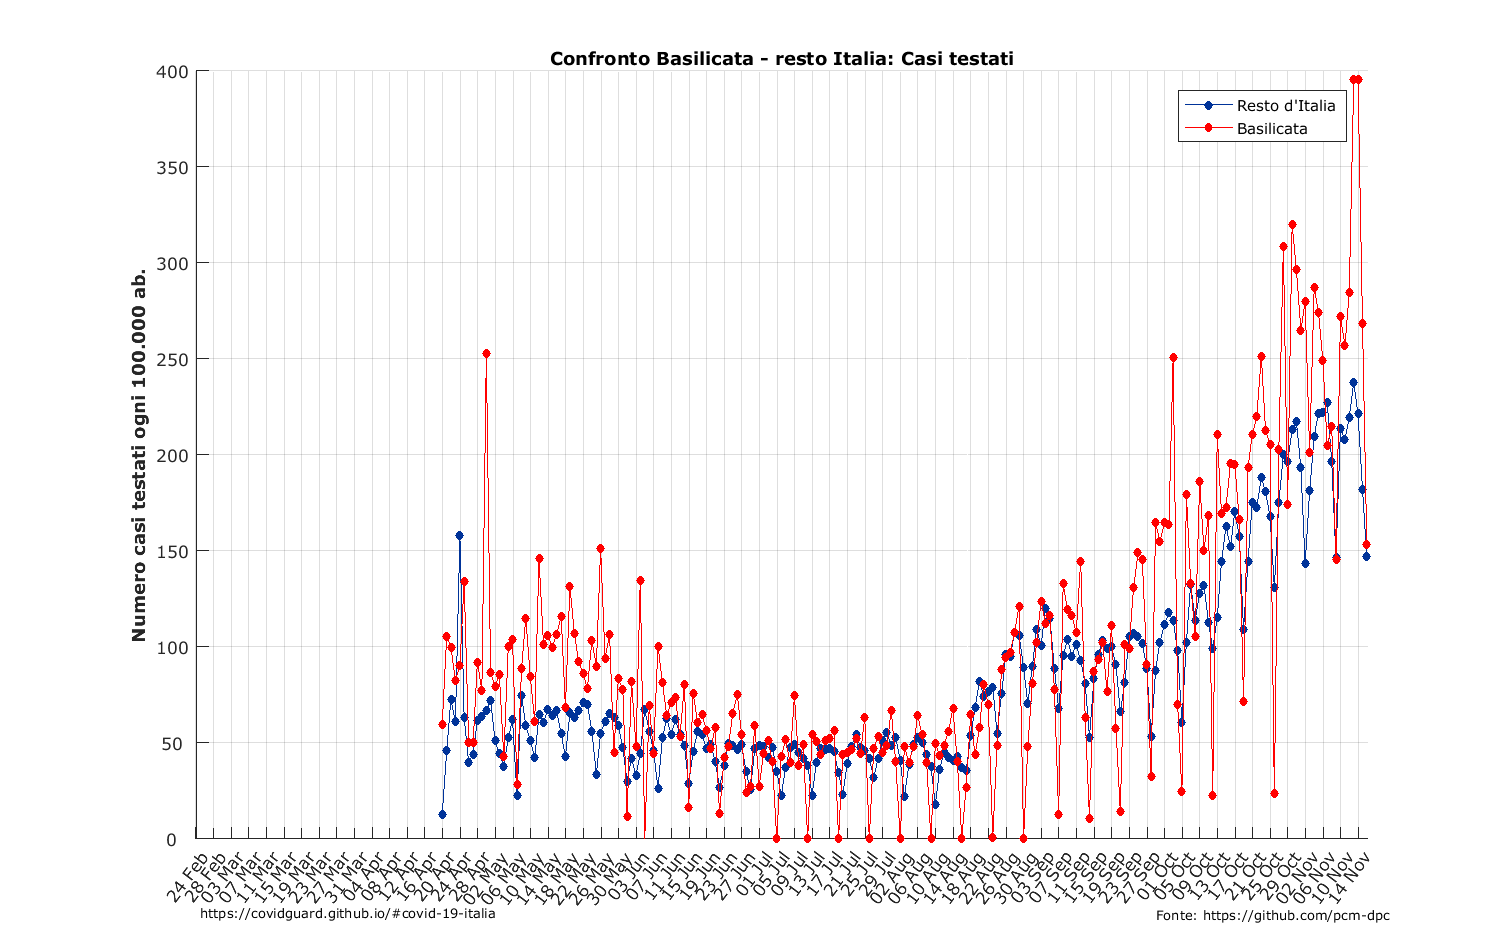 Confronto Basilicata - resto Italia: Casi testati
Resto d'Italia
Basilicata
Numero casi testati ogni 100.000 ab.
400
350
300
250
200
150
100
50
0
24 Feb
28 Feb
03 Mar
07 Mar
11 Mar
15 Mar
19 Mar
23 Mar
27 Mar
31 Mar
04 Apr
08 Apr
12 Apr
16 Apr
20 Apr
24 Apr
28 Apr
02 May
06 May
10 May
14 May
18 May
22 May
26 May
30 May
03 Jun
07 Jun
11 Jun
15 Jun
19 Jun
23 Jun
27 Jun
01 Jul
05 Jul
09 Jul
13 Jul
17 Jul
21 Jul
25 Jul
29 Jul
02 Aug
06 Aug
10 Aug
14 Aug
18 Aug
22 Aug
26 Aug
30 Aug
03 Sep
07 Sep
11 Sep
15 Sep
19 Sep
23 Sep
27 Sep
01 Oct
05 Oct
09 Oct
13 Oct
17 Oct
21 Oct
25 Oct
29 Oct
02 Nov
06 Nov
10 Nov
14 Nov
https://covidguard.github.io/#covid-19-italia
Fonte: https://github.com/pcm-dpc